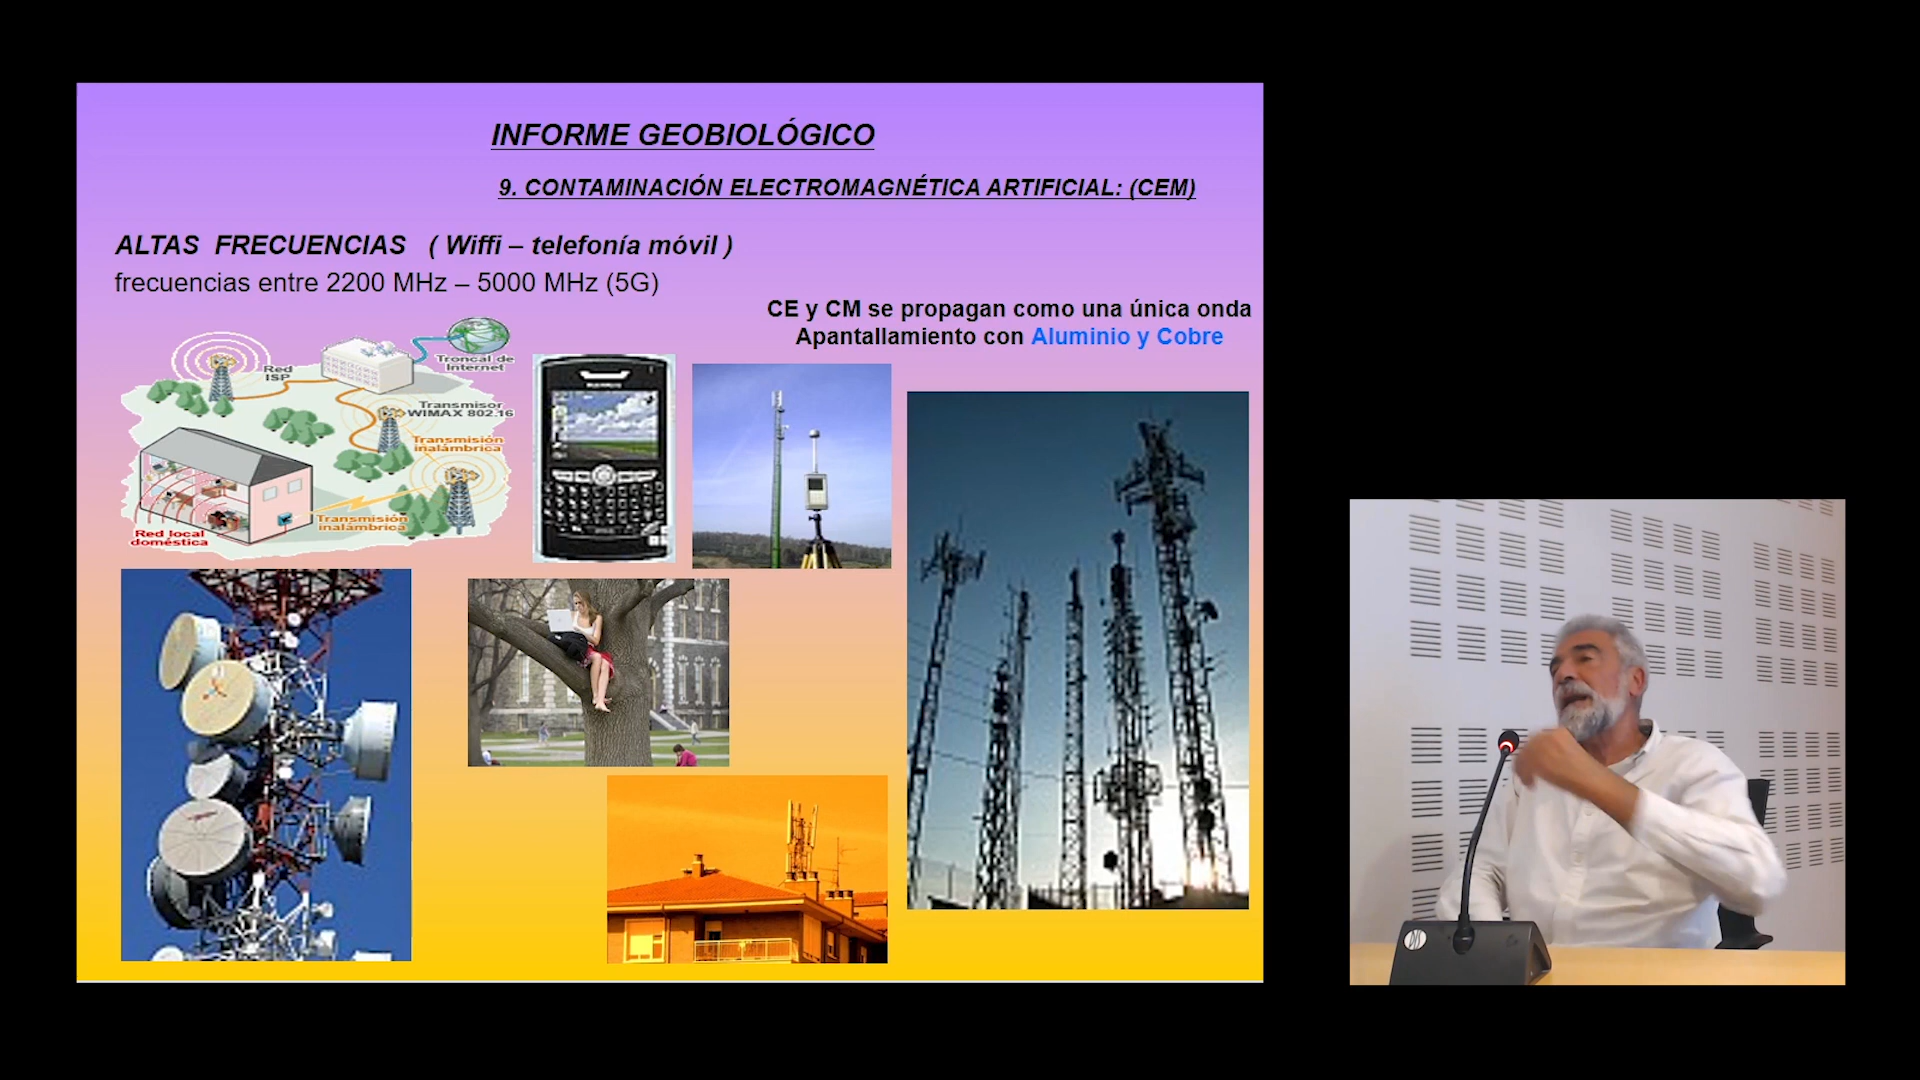 INFORME GEOBIOLÓGICO
9. CONTAMINACIÓN ELECTROMAGNÉTICA ARTIFICIAL: (CEM)
ALTAS FRECUENCIAS ( Wiffi – telefonía móvil )
frecuencias entre 2200 MHz – 5000 MHz (5G)
CE y CM se propagan como una única onda
Apantallamiento con Aluminio y Cobre
Red
ISP
Troncal de
Internet
Transmisor
WIMAX 802.16
Transmisión
inalámbrica
Transmisión
inalámbrica
Red local
doméstica